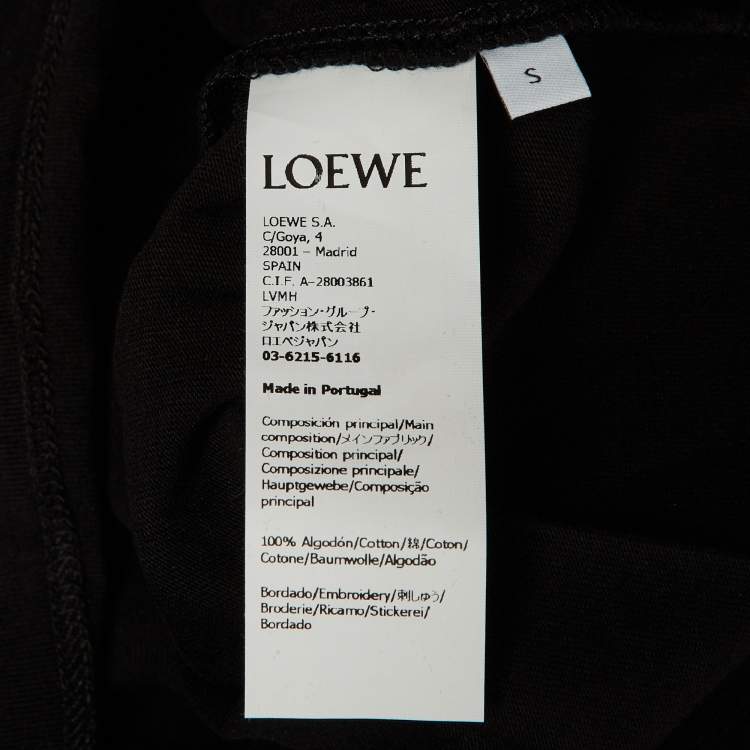 S
LOEWE
LOEWE S.A.
C/Goya, 4
28001 – Madrid
SPAIN
C.I.F. A-28003861
LVMH
ファッション・グループ・
ジャパン株式会社
ロエベジャパン
03-6215-6116
Made in Portugal
Composición principal/Main
composition/メインファブリック/
Composition principal/
Composizione principale/
Hauptgewebe/Composição
principal
100% Algodón/Cotton/綿/Coton/
Cotone/Baumwolle/Algodão
Bordado/Embroidery/刺しゅう/
Broderie/Ricamo/Stickerei/
Bordado